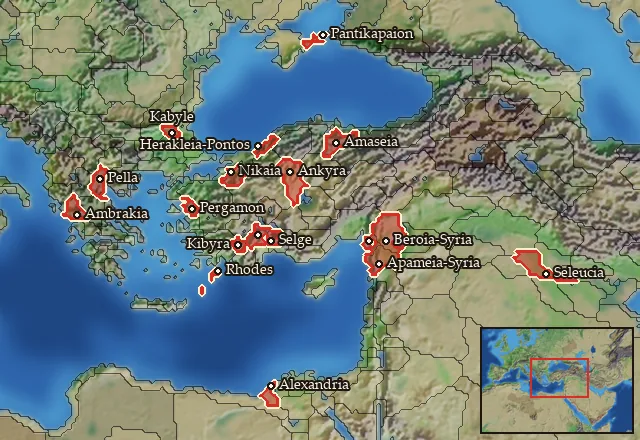 Pantikapaion
Kabyle
Herakleia-Pontos
Amaseia
Pella
Nikaia
Ankyra
Ambrakia
Pergamon
Kibyra
Selge
Beroia-Syria
Rhodes
Apameia-Syria
Seleucia
Alexandria